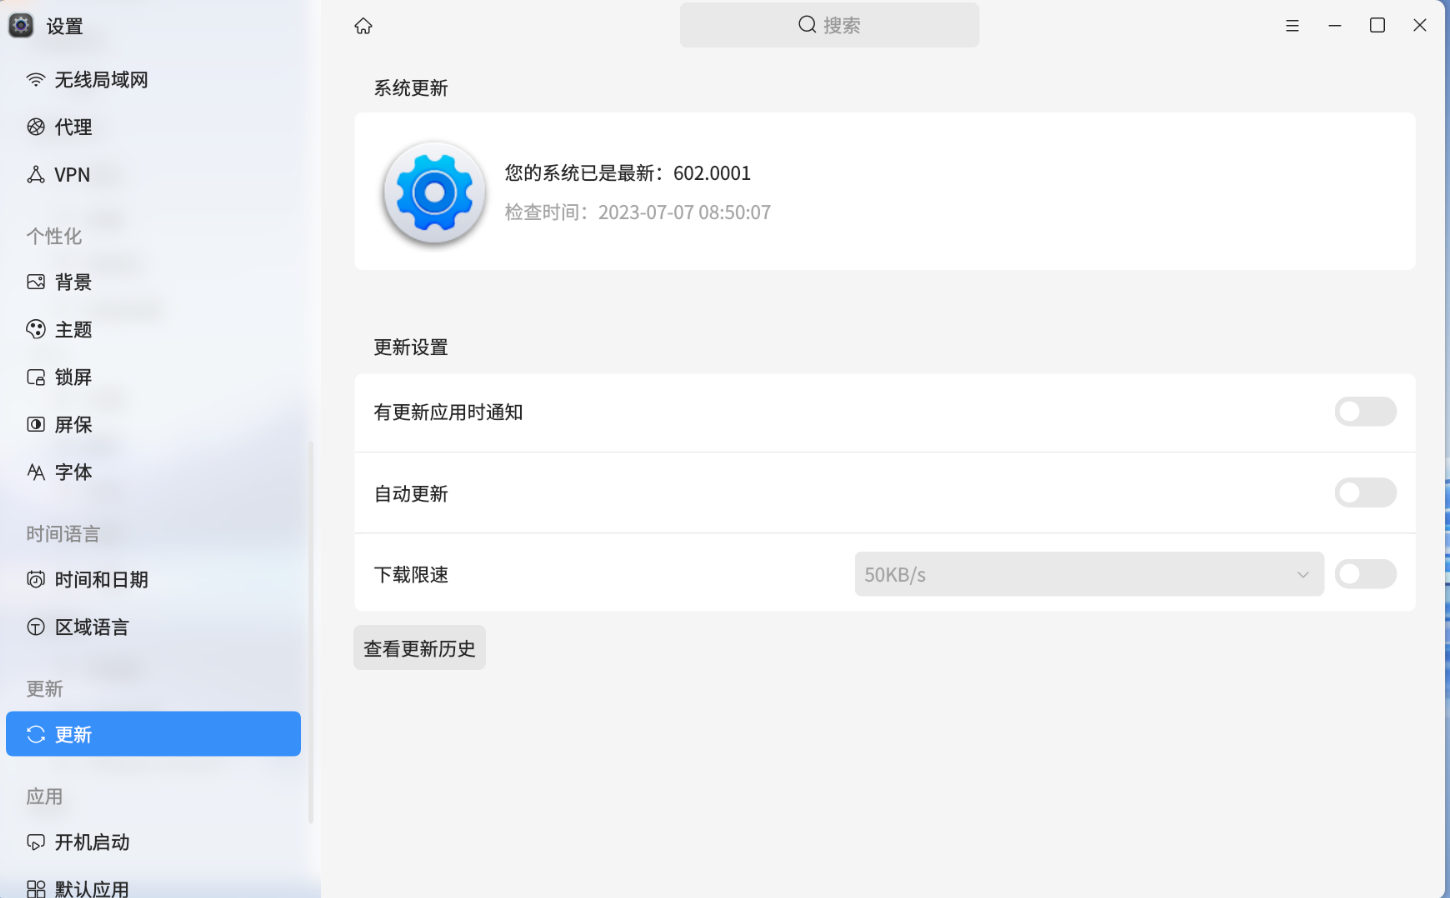 设置
搜索
无线局域网
代理
VPN
个性化
背景
主题
锁屏
屏保
字体
时间语言
时间和日期
区域语言
更新
更新
应用
开机启动
默认应用
系统更新
您的系统已是最新：602.0001
检查时间：2023-07-07 08:50:07
更新设置
有更新应用时通知
自动更新
下载限速
50KB/s
查看更新历史